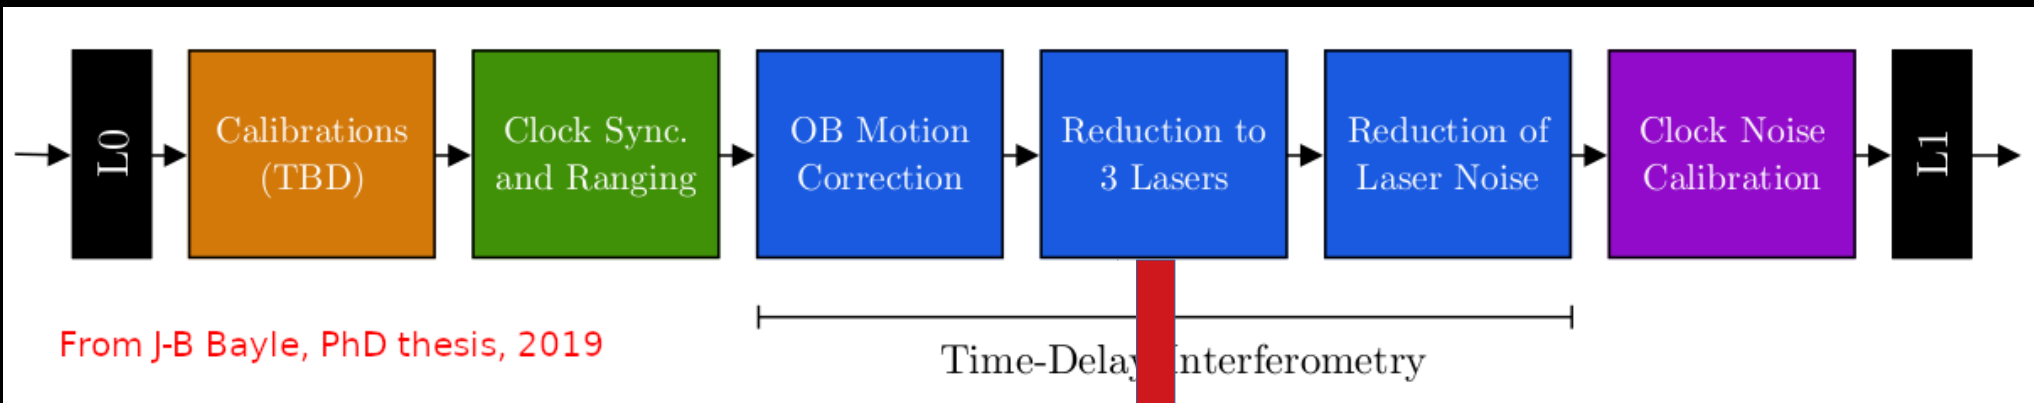 L0
Calibrations
(TBD)
Clock Sync.
and Ranging
OB Motion
Correction
Reduction to
3 Lasers
Reduction of
Laser Noise
Clock Noise
Calibration
L1
From J-B Bayle, PhD thesis, 2019
Time-Delay Interferometry